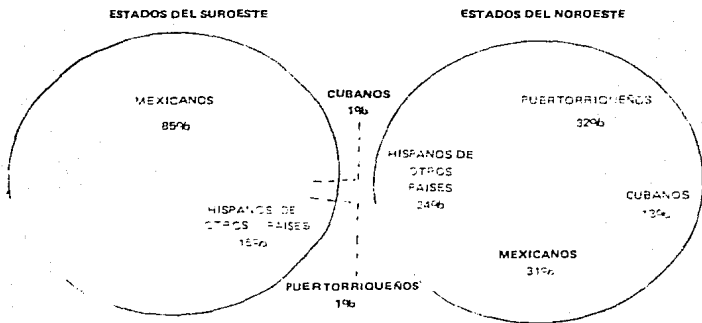 ESTADOS DEL SUROESTE
MEXICANOS
85%
HISPANOS DE
OTROS PAISES
15%
CUBANOS
1%
PUERTORRIQUEÑOS
1%
ESTADOS DEL NOROESTE
PUERTORRIQUEÑOS
32%
HISPANOS DE
OTROS
PAISES
24%
CUBANOS
13%
MEXICANOS
31%